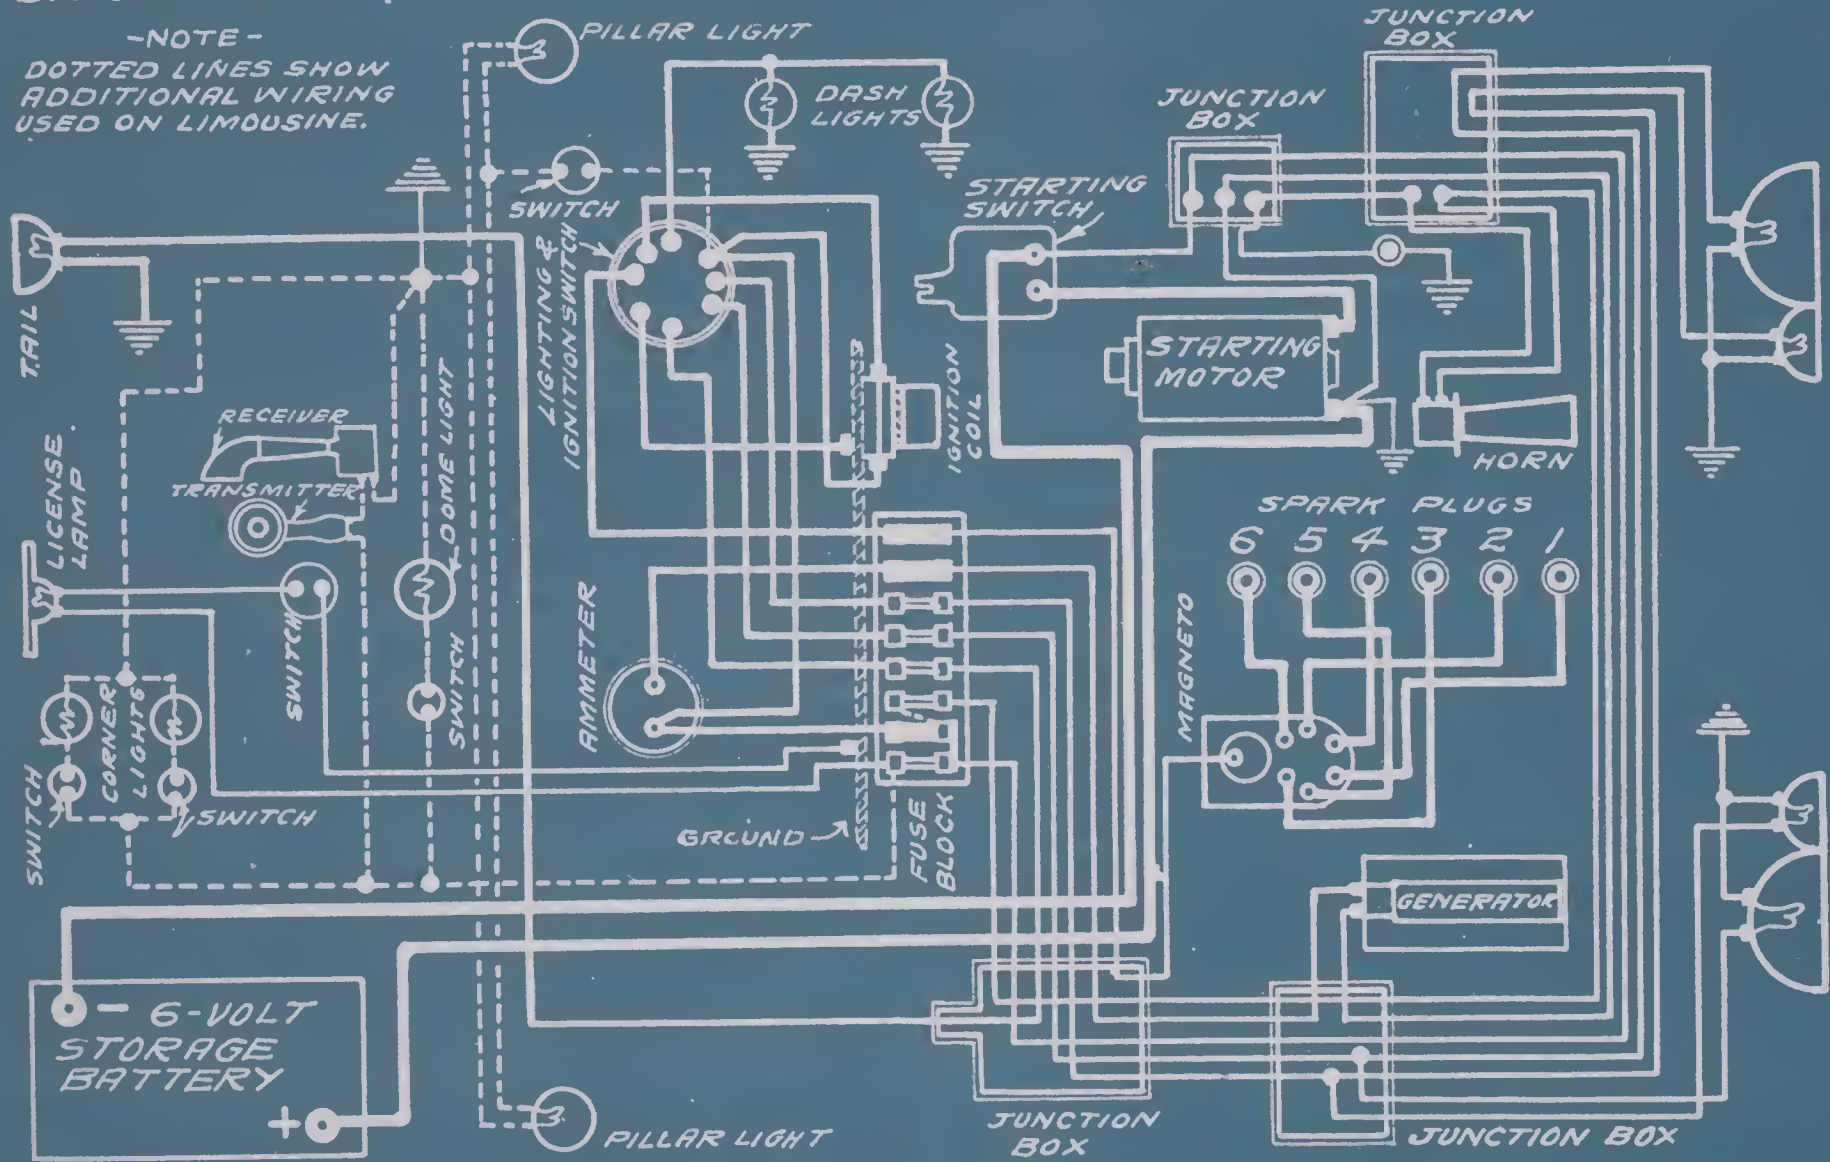 -NOTE-
DOTTED LINES SHOW
ADDITIONAL WIRING
USED ON LIMOUSINE.
PILLAR LIGHT
DASH
LIGHTS
JUNCTION
BOX
JUNCTION
BOX
SWITCH
STARTING
SWITCH
LIGHTING &
IGNITION SWITCH
TAIL
STARTING
MOTOR
IGNITION
COIL
HORN
RECEIVER
TRANSMITTER
DOME LIGHT
LICENSE
LAMP.
SWITCH
SWITCH
AMMETER
SPARK PLUGS
6 5 4 3 2 1
MAGNETO
CORNER
LIGHTS
SWITCH
SWITCH
GROUND
FUSE
BLOCK
GENERATOR
- 6-VOLT
STORAGE
BATTERY
+
PILLAR LIGHT
JUNCTION
BOX
JUNCTION BOX